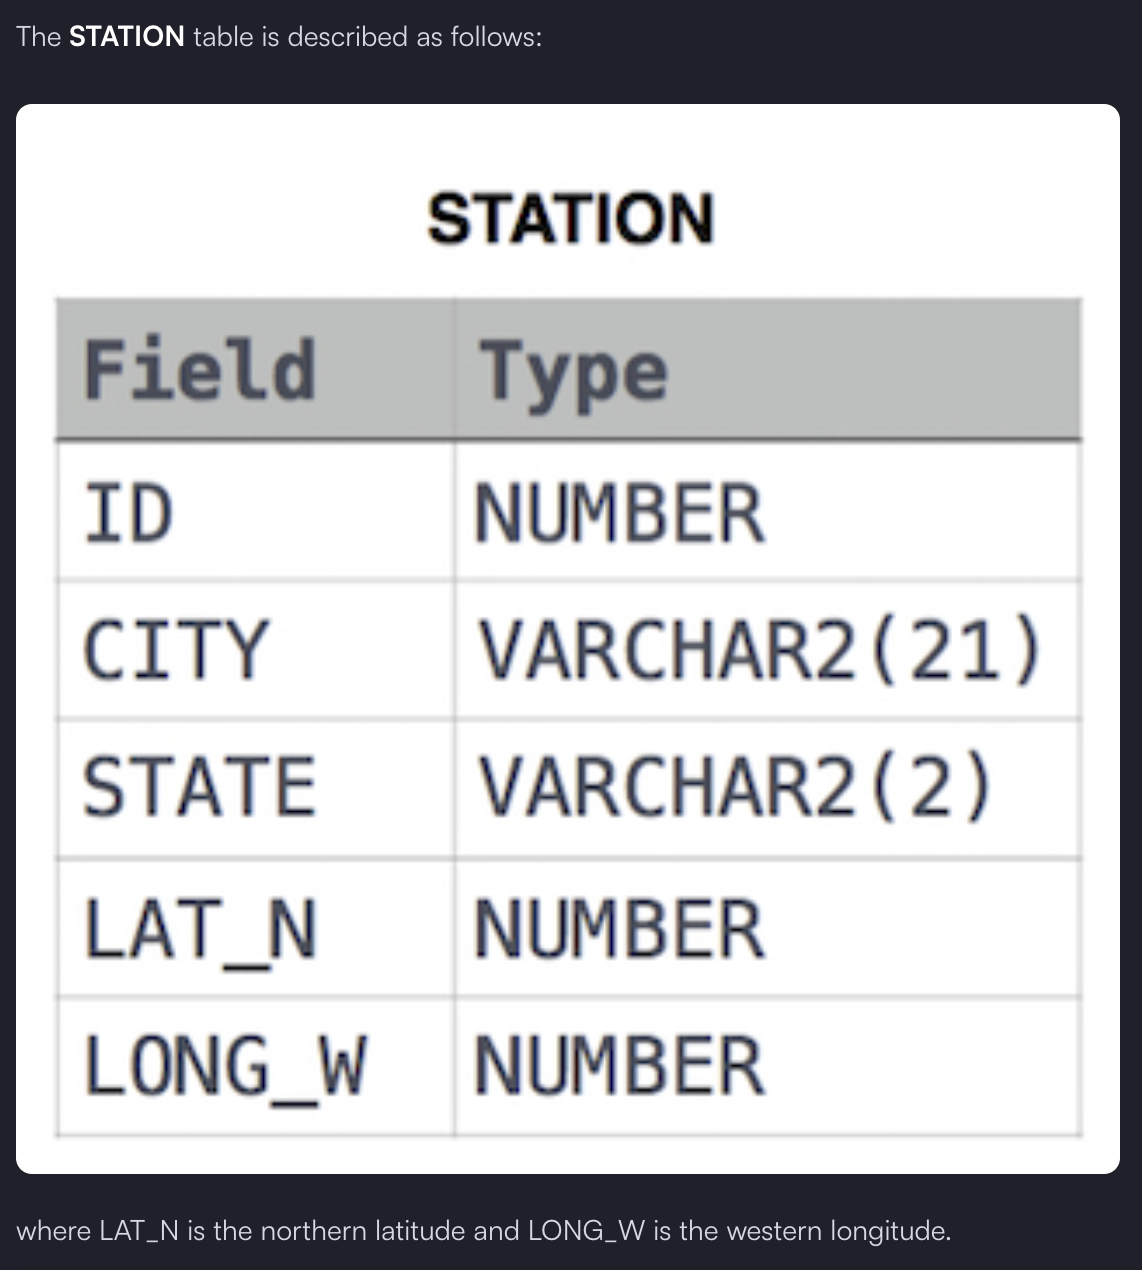 The STATION table is described as follows:
STATION
Field Type
ID NUMBER
CITY VARCHAR2(21)
STATE VARCHAR2(2)
LAT_N NUMBER
LONG_W NUMBER
where LAT_N is the northern latitude and LONG_W is the western longitude.